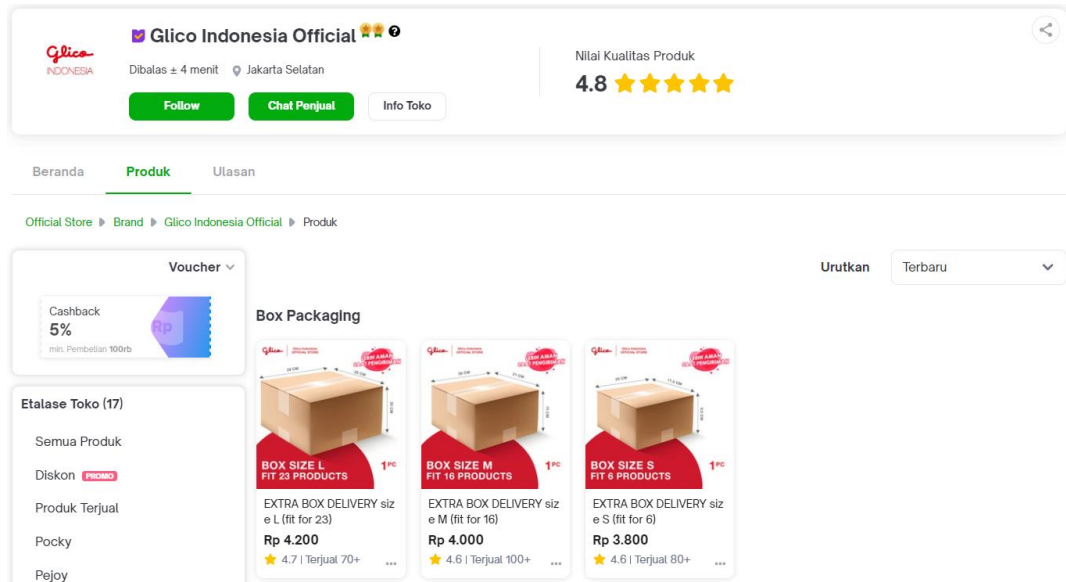 Glico
INDONESIA
Glico Indonesia Official
Dibalas ± 4 menit
Jakarta Selatan
Follow
Chat Penjual
Info Toko
Nilai Kualitas Produk
4.8
Beranda
Produk
Ulasan
Official Store
Brand
Glico Indonesia Official
Produk
Voucher
Cashback
5%
min. Pembelian 100rb
Rp
Etalase Toko (17)
Semua Produk
Diskon PROMO
Produk Terjual
Pocky
Pejoy
Urutkan
Terbaru
Box Packaging
Glico
BOX SIZE L
FIT 23 PRODUCTS
1PC
EXTRA BOX DELIVERY siz
e L (fit for 23)
Rp 4.200
4.7 | Terjual 70+
Glico
BOX SIZE M
FIT 16 PRODUCTS
1PC
EXTRA BOX DELIVERY siz
e M (fit for 16)
Rp 4.000
4.6 | Terjual 100+
Glico
BOX SIZE S
FIT 6 PRODUCTS
1PC
EXTRA BOX DELIVERY siz
e S (fit for 6)
Rp 3.800
4.6 | Terjual 80+